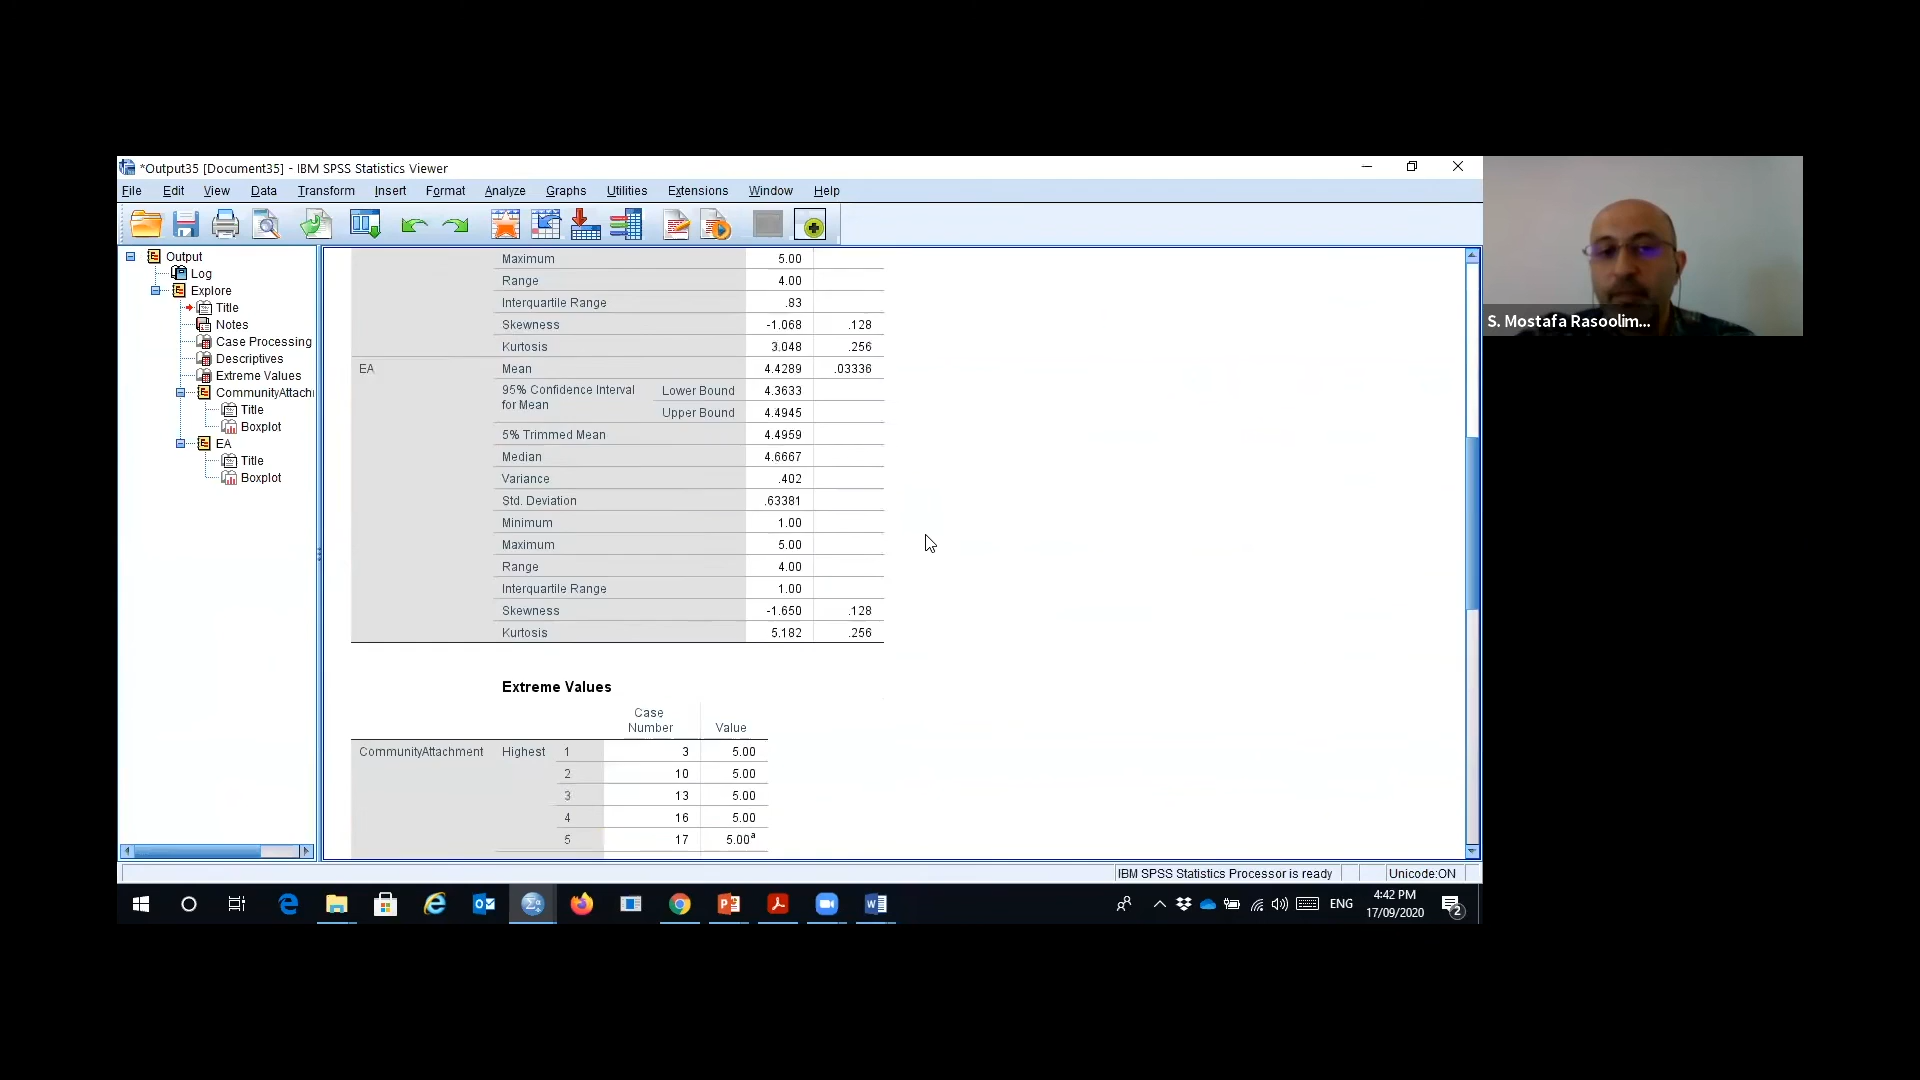 *Output35 [Document35] - IBM SPSS Statistics Viewer
File Edit View Data Transform Insert Format Analyze Graphs Utilities Extensions Window Help
Output
Log
Explore
Title
Notes
Case Processing
Descriptives
Extreme Values
CommunityAttach
Title
Boxplot
EA
Title
Boxplot
Maximum 5.00
Range 4.00
Interquartile Range .83
Skewness -1.068 .128
Kurtosis 3.048 .256
EA Mean 4.4289 .03336
95% Confidence Interval for Mean Lower Bound 4.3633
Upper Bound 4.4945
5% Trimmed Mean 4.4959
Median 4.6667
Variance .402
Std. Deviation .63381
Minimum 1.00
Maximum 5.00
Range 4.00
Interquartile Range 1.00
Skewness -1.650 .128
Kurtosis 5.182 .256
Extreme Values
Case Number Value
CommunityAttachment Highest 1 3 5.00
2 10 5.00
3 13 5.00
4 16 5.00
5 17 5.00a
S. Mostafa Rasoolim...
IBM SPSS Statistics Processor is ready Unicode:ON
ENG
4:42 PM
17/09/2020
2